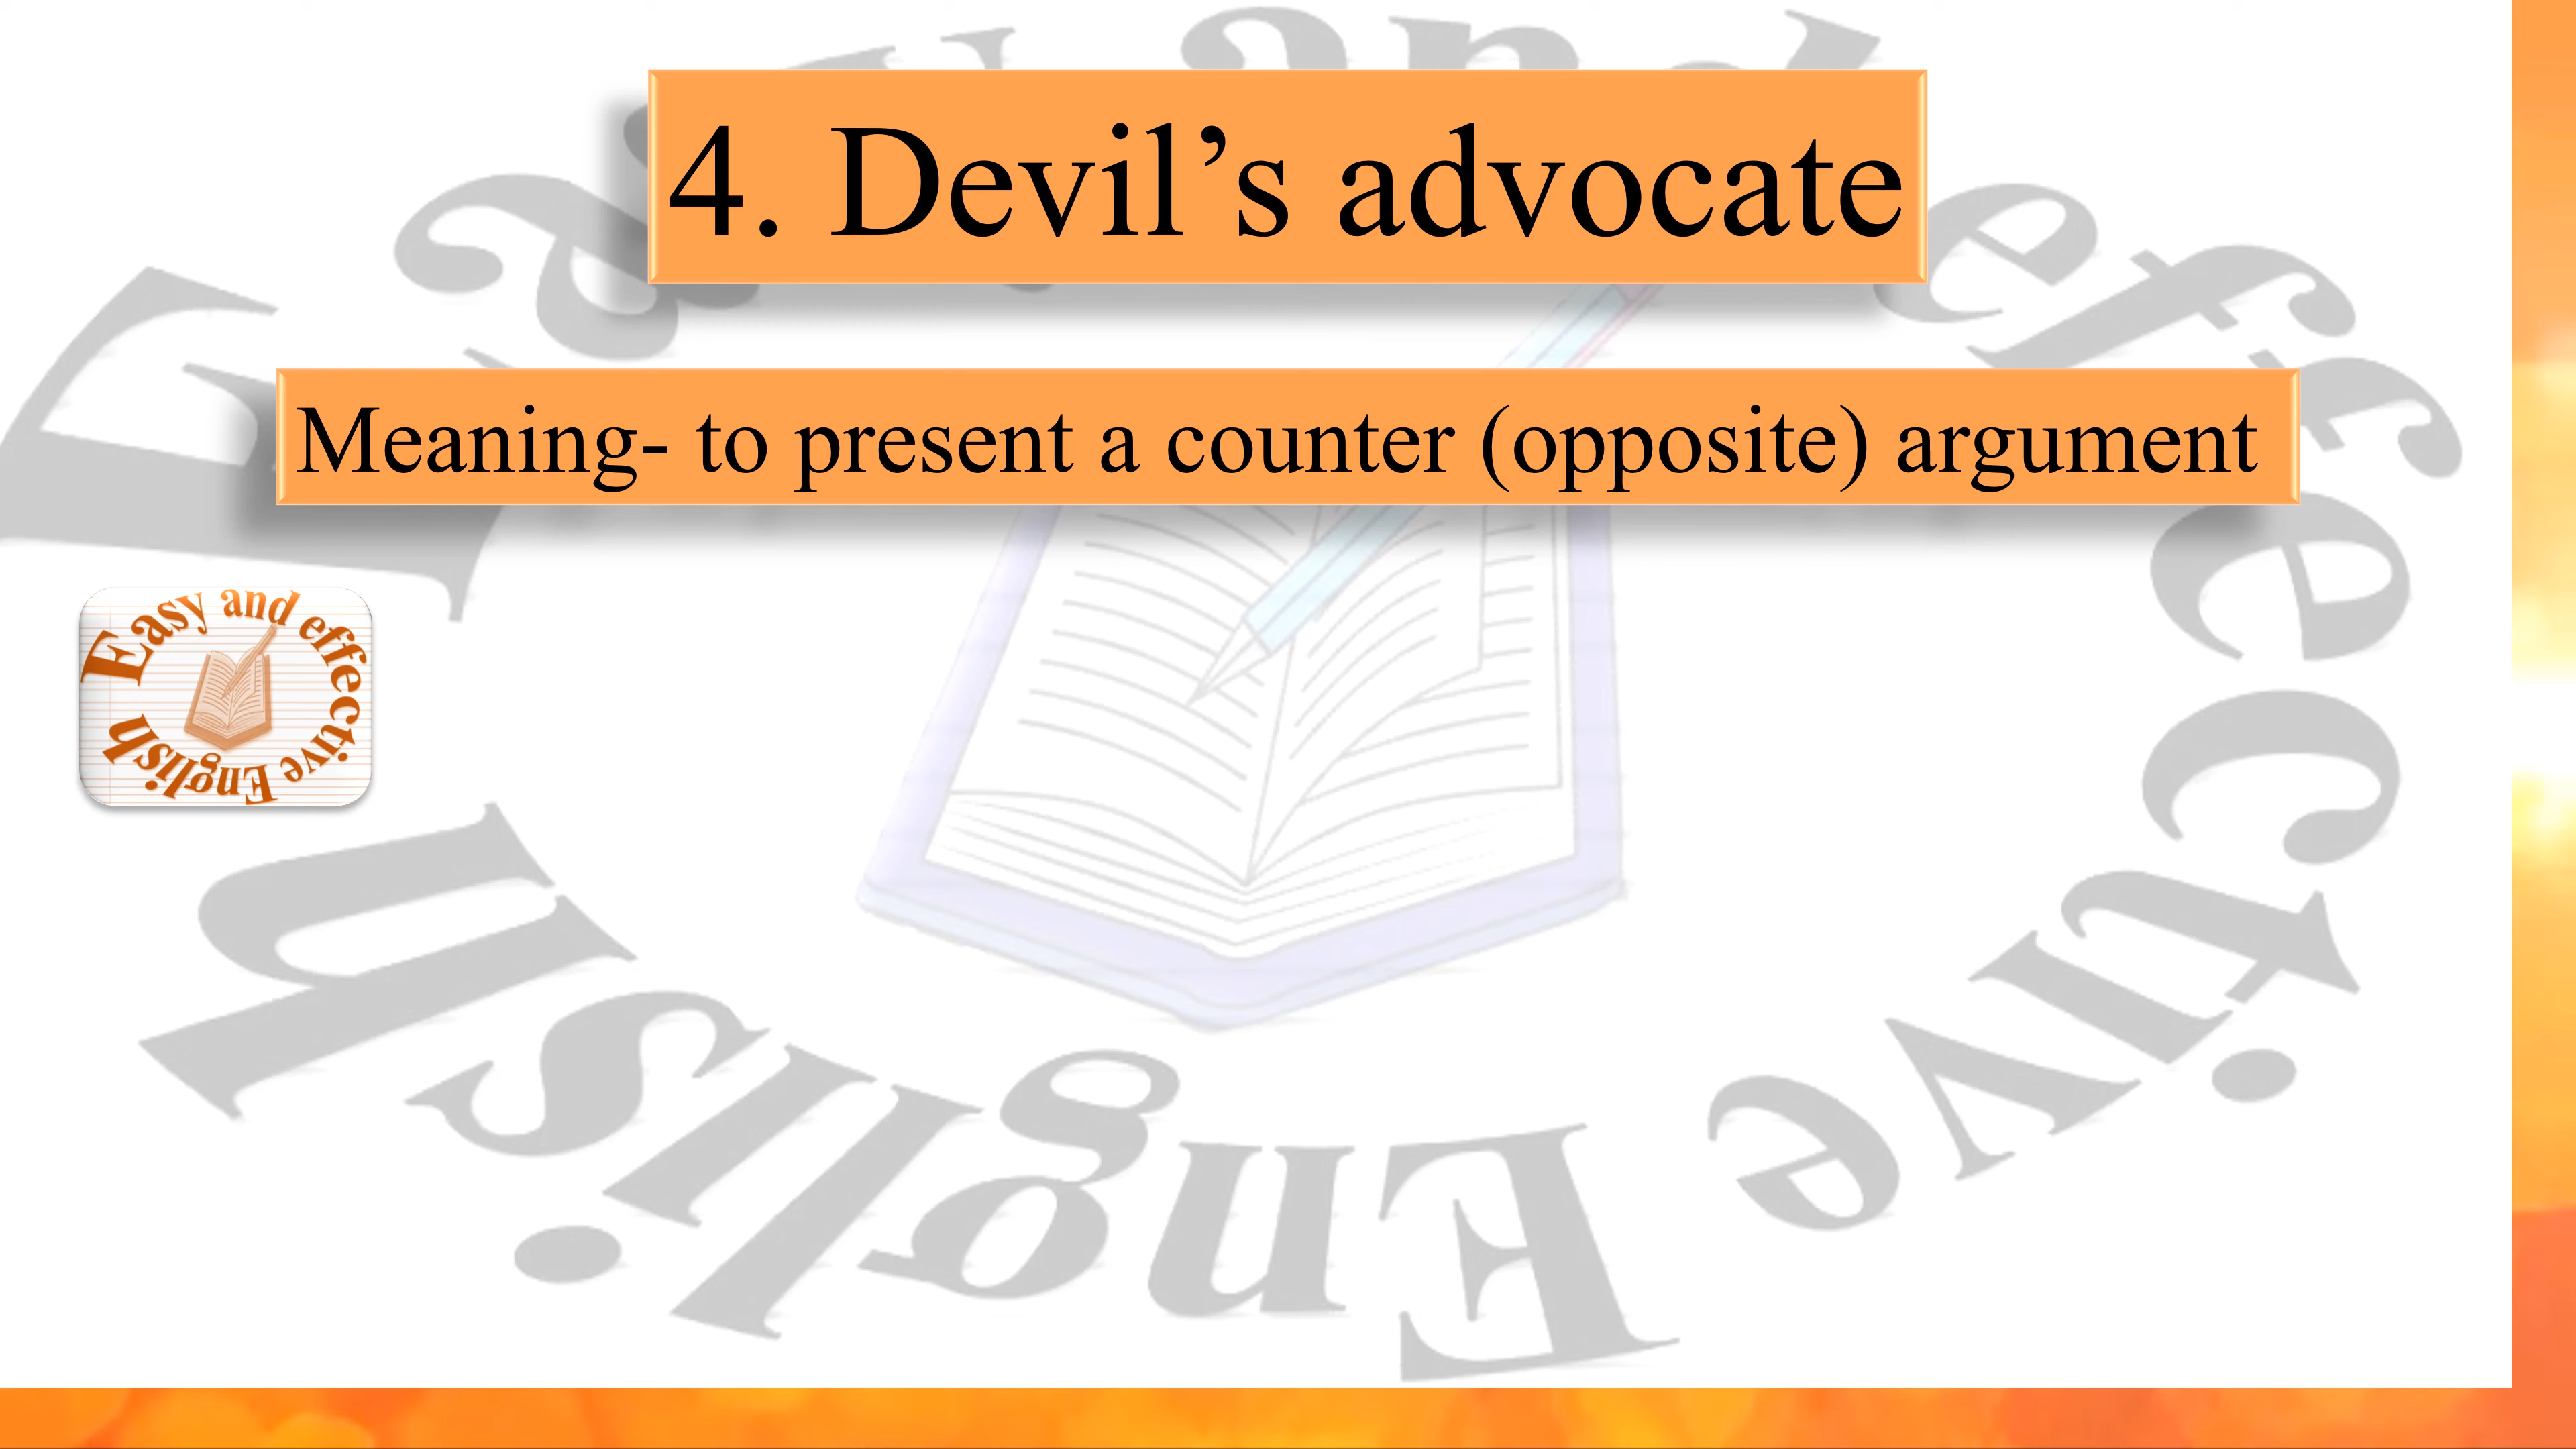 4. Devil’s advocate
Meaning- to present a counter (opposite) argument
Easy and effective English
Easy and effective English